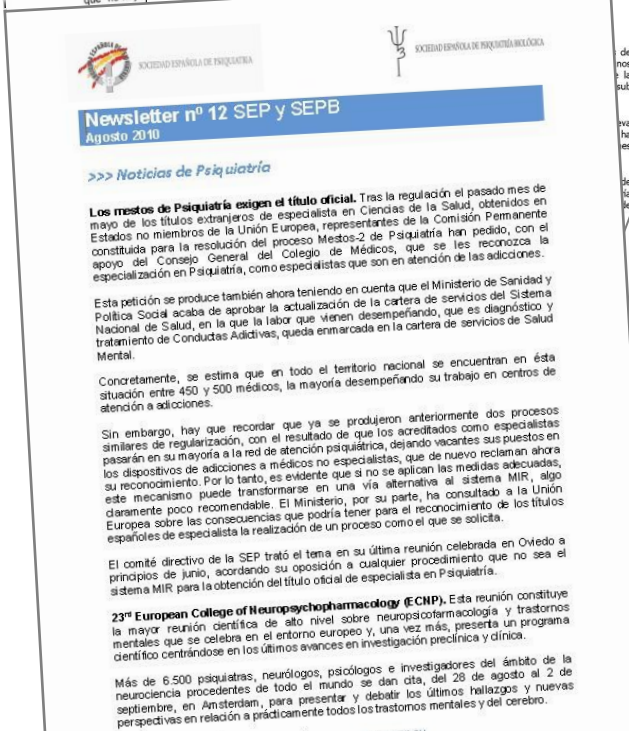 SOCIEDAD ESPAÑOLA DE PSIQUIATRÍA
SOCIEDAD ESPAÑOLA DE PSIQUIATRÍA BIOLÓGICA
Newsletter nº 12 SEP y SEPB
Agosto 2010
>>> Noticias de Psiquiatría
Los mestos de Psiquiatría exigen el título oficial. Tras la regulación el pasado mes de
mayo de los títulos extranjeros de especialista en Ciencias de la Salud, obtenidos en
Estados no miembros de la Unión Europea, representantes de la Comisión Permanente
constituida para la resolución del proceso Mestos-2 de Psiquiatría han pedido, con el
apoyo del Consejo General del Colegio de Médicos, que se les reconozca la
especialización en Psiquiatría, como especialistas que son en atención de las adicciones.
Esta petición se produce también ahora teniendo en cuenta que el Ministerio de Sanidad y
Política Social acaba de aprobar la actualización de la cartera de servicios del Sistema
Nacional de Salud, en la que la labor que vienen desempeñando, que es diagnóstico y
tratamiento de Conductas Adictivas, queda enmarcada en la cartera de servicios de Salud
Mental.
Concretamente, se estima que en todo el territorio nacional se encuentran en ésta
situación entre 450 y 500 médicos, la mayoría desempeñando su trabajo en centros de
atención a adicciones.
Sin embargo, hay que recordar que ya se produjeron anteriormente dos procesos
similares de regularización, con el resultado de que los acreditados como especialistas
pasarán en su mayoría a la red de atención psiquiátrica, dejando vacantes sus puestos en
los dispositivos de adicciones a médicos no especialistas, que de nuevo reclaman ahora
su reconocimiento. Por lo tanto, es evidente que si no se aplican las medidas adecuadas,
este mecanismo puede transformarse en una vía alternativa al sistema MIR, algo
claramente poco recomendable. El Ministerio, por su parte, ha consultado a la Unión
Europea sobre las consecuencias que podría tener para el reconocimiento de los títulos
españoles de especialista la realización de un proceso como el que se solicita.
El comité directivo de la SEP trató el tema en su última reunión celebrada en Oviedo a
principios de junio, acordando su oposición a cualquier procedimiento que no sea el
sistema MIR para la obtención del título oficial de especialista en Psiquiatría.
23rd European College of Neuropsychopharmacology (ECNP). Esta reunión constituye
la mayor reunión científica de alto nivel sobre neuropsicofarmacología y trastornos
mentales que se celebra en el entorno europeo y, una vez más, presenta un programa
científico centrándose en los últimos avances en investigación preclínica y clínica.
Más de 6.500 psiquiatras, neurólogos, psicólogos e investigadores del ámbito de la
neurociencia procedentes de todo el mundo se dan cita, del 28 de agosto al 2 de
septiembre, en Amsterdam, para presentar y debatir los últimos hallazgos y nuevas
perspectivas en relación a prácticamente todos los trastornos mentales y del cerebro.